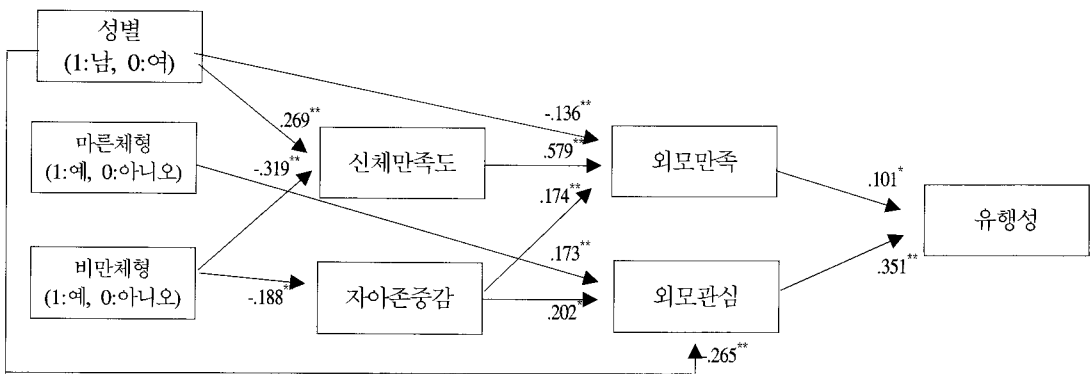 성별
(1:남, 0:여)
-.136**
.269**
마른체형
(1:예, 0:아니오)
-.319**
신체만족도
.579**
외모만족
.101*
.174**
유행성
비만체형
(1:예, 0:아니오)
-.188*
자아존중감
.173**
.202*
외모관심
.351**
-.265**